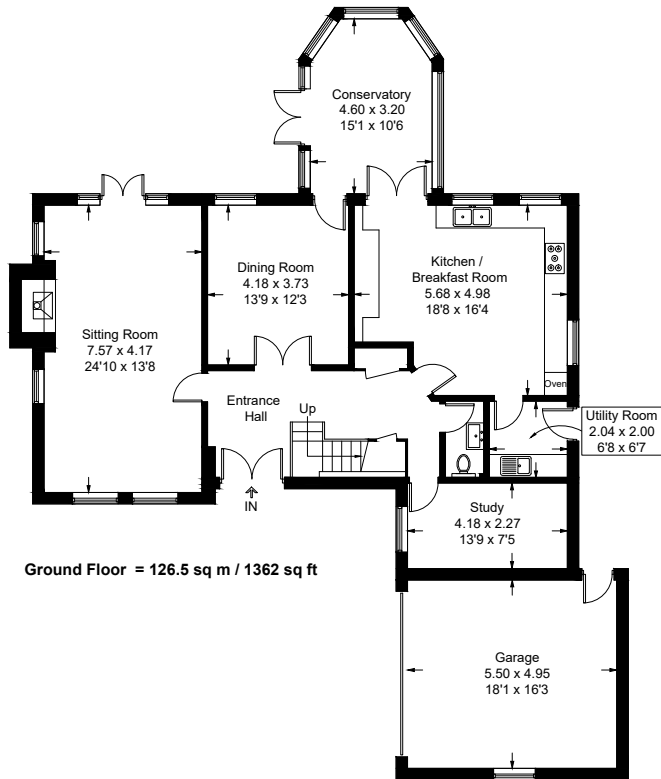 Conservatory
4.60 x 3.20
15'1 x 10'6
Dining Room
4.18 x 3.73
13'9 x 12'3
Kitchen /
Breakfast Room
5.68 x 4.98
18'8 x 16'4
Sitting Room
7.57 x 4.17
24'10 x 13'8
Oven
Entrance
Hall
Up
Utility Room
2.04 x 2.00
6'8 x 6'7
IN
Study
4.18 x 2.27
13'9 x 7'5
Ground Floor = 126.5 sq m / 1362 sq ft
Garage
5.50 x 4.95
18'1 x 16'3